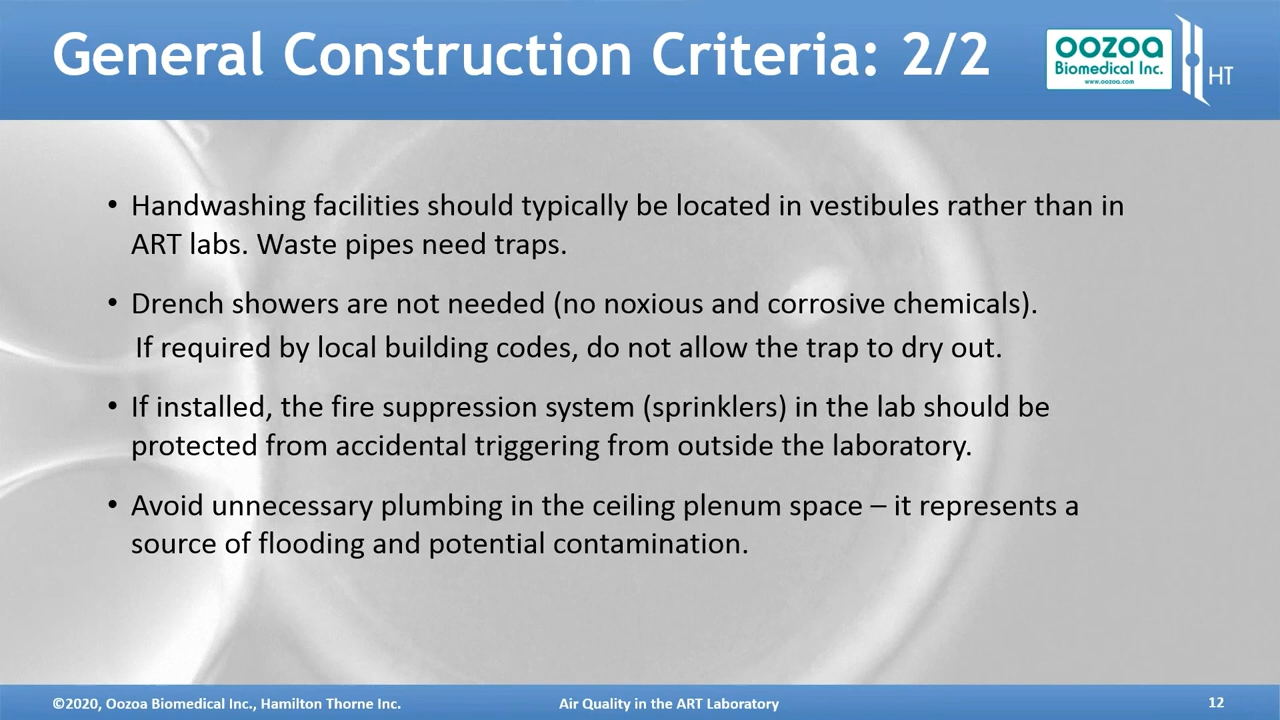 General Construction Criteria: 2/2
oozoa
Biomedical Inc.
www.oozoa.com
HT
• Handwashing facilities should typically be located in vestibules rather than in
ART labs. Waste pipes need traps.
• Drench showers are not needed (no noxious and corrosive chemicals).
If required by local building codes, do not allow the trap to dry out.
• If installed, the fire suppression system (sprinklers) in the lab should be
protected from accidental triggering from outside the laboratory.
• Avoid unnecessary plumbing in the ceiling plenum space – it represents a
source of flooding and potential contamination.
©2020, Oozoa Biomedical Inc., Hamilton Thorne Inc.
Air Quality in the ART Laboratory
12